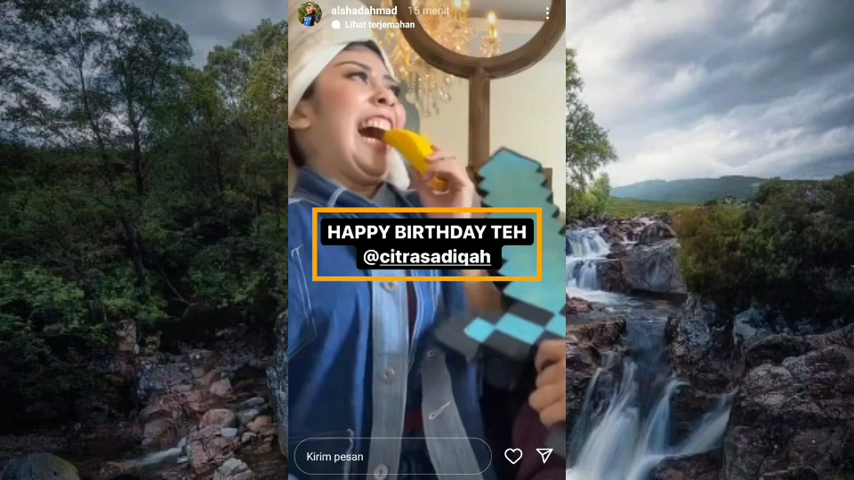 alshadahmad 15 menit
Lihat terjemahan
HAPPY BIRTHDAY TEH
@citrasadiqah
Kirim pesan